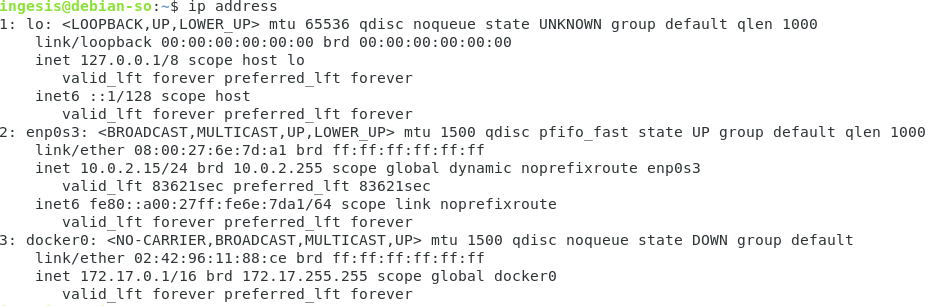 ingesis@debian-so:~$ ip address
1: lo: <LOOPBACK,UP,LOWER_UP> mtu 65536 qdisc noqueue state UNKNOWN group default qlen 1000
    link/loopback 00:00:00:00:00:00 brd 00:00:00:00:00:00
    inet 127.0.0.1/8 scope host lo
       valid_lft forever preferred_lft forever
    inet6 ::1/128 scope host
       valid_lft forever preferred_lft forever
2: enp0s3: <BROADCAST,MULTICAST,UP,LOWER_UP> mtu 1500 qdisc pfifo_fast state UP group default qlen 1000
    link/ether 08:00:27:6e:7d:a1 brd ff:ff:ff:ff:ff:ff
    inet 10.0.2.15/24 brd 10.0.2.255 scope global dynamic noprefixroute enp0s3
       valid_lft 83621sec preferred_lft 83621sec
    inet6 fe80::a00:27ff:fe6e:7da1/64 scope link noprefixroute
       valid_lft forever preferred_lft forever
3: docker0: <NO-CARRIER,BROADCAST,MULTICAST,UP> mtu 1500 qdisc noqueue state DOWN group default
    link/ether 02:42:96:11:88:ce brd ff:ff:ff:ff:ff:ff
    inet 172.17.0.1/16 brd 172.17.255.255 scope global docker0
       valid_lft forever preferred_lft forever